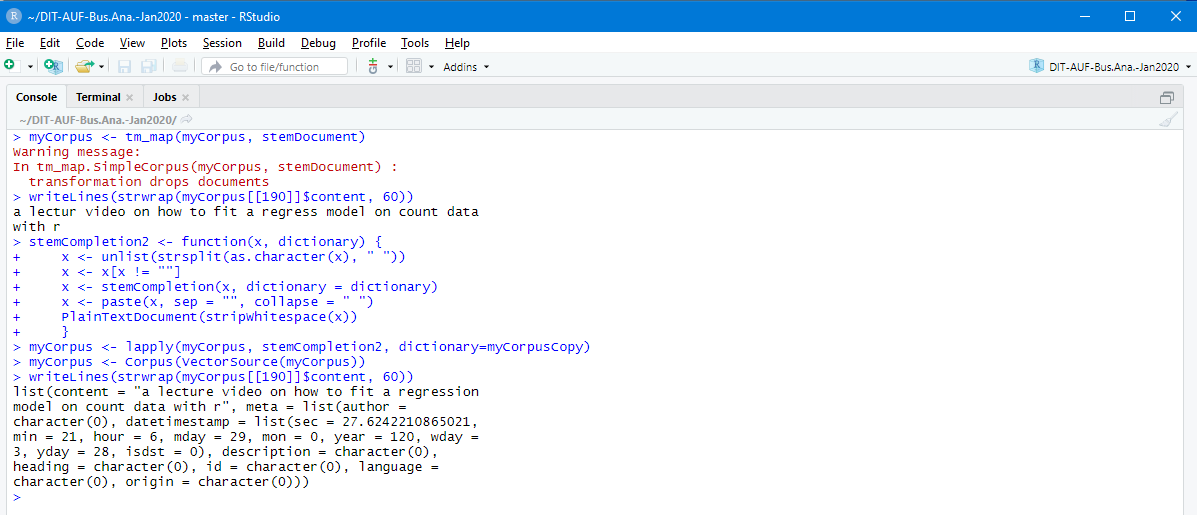 ~/DIT-AUF-Bus.Ana.-Jan2020 - master - RStudio
File Edit Code View Plots Session Build Debug Profile Tools Help
Go to file/function Addins DIT-AUF-Bus.Ana.-Jan2020
Console Terminal Jobs
~/DIT-AUF-Bus.Ana.-Jan2020/
> myCorpus <- tm_map(myCorpus, stemDocument)
Warning message:
In tm_map.SimpleCorpus(myCorpus, stemDocument) :
  transformation drops documents
> writeLines(strwrap(myCorpus[[190]]$content, 60))
a lectur video on how to fit a regress model on count data
with r
> stemCompletion2 <- function(x, dictionary) {
+     x <- unlist(strsplit(as.character(x), " "))
+     x <- x[x != ""]
+     x <- stemCompletion(x, dictionary = dictionary)
+     x <- paste(x, sep = "", collapse = " ")
+     PlainTextDocument(stripWhitespace(x))
+     }
> myCorpus <- lapply(myCorpus, stemCompletion2, dictionary=myCorpusCopy)
> myCorpus <- Corpus(VectorSource(myCorpus))
> writeLines(strwrap(myCorpus[[190]]$content, 60))
list(content = "a lecture video on how to fit a regression
model on count data with r", meta = list(author =
character(0), datetimestamp = list(sec = 27.6242210865021,
min = 21, hour = 6, mday = 29, mon = 0, year = 120, wday =
3, yday = 28, isdst = 0), description = character(0),
heading = character(0), id = character(0), language =
character(0), origin = character(0)))
>